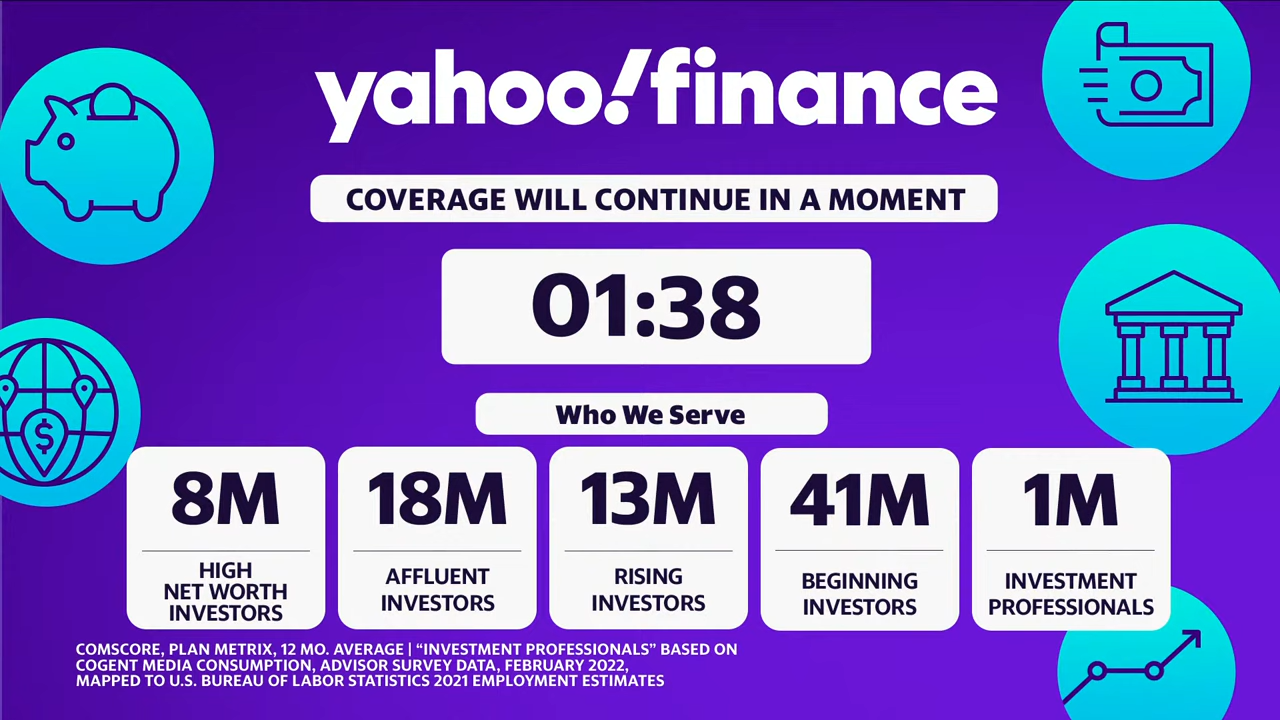 yahoo!finance
COVERAGE WILL CONTINUE IN A MOMENT
01:38
Who We Serve
8M
HIGH
NET WORTH
INVESTORS
18M
AFFLUENT
INVESTORS
13M
RISING
INVESTORS
41M
BEGINNING
INVESTORS
1M
INVESTMENT
PROFESSIONALS
$
COMSCORE, PLAN METRIX, 12 MO. AVERAGE | “INVESTMENT PROFESSIONALS” BASED ON
COGENT MEDIA CONSUMPTION, ADVISOR SURVEY DATA, FEBRUARY 2022,
MAPPED TO U.S. BUREAU OF LABOR STATISTICS 2021 EMPLOYMENT ESTIMATES